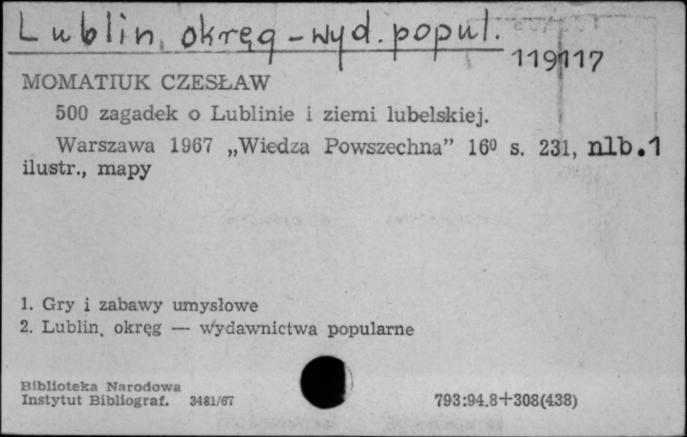 Lublin, okręg - wyd. popul.
119117
MOMATIUK CZESŁAW
500 zagadek o Lublinie i ziemi lubelskiej.
Warszawa 1967 „Wiedza Powszechna” 16⁰ s. 231, nlb.1
ilustr., mapy
1. Gry i zabawy umysłowe
2. Lublin, okręg — wydawnictwa popularne
Biblioteka Narodowa
Instytut Bibliograf. 3481/67
793:94.8+308(438)